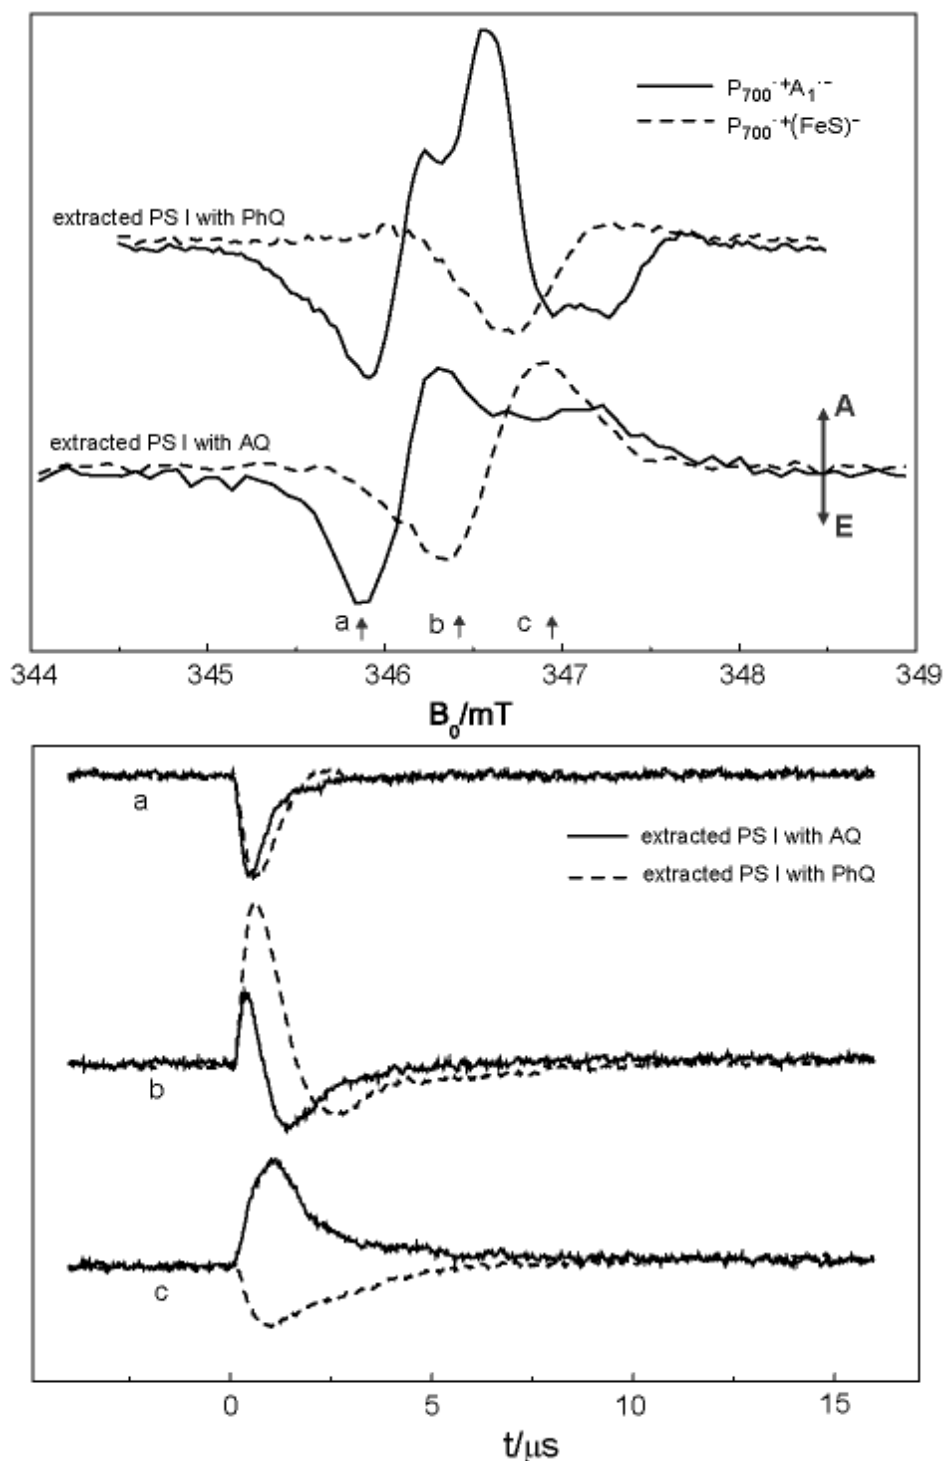 P₇₀₀·⁺A₁·⁻
P₇₀₀·⁺(FeS)⁻
extracted PS I with PhQ
extracted PS I with AQ
A
E
a b c
344 345 346 347 348 349
B₀/mT
a
extracted PS I with AQ
extracted PS I with PhQ
b
c
0 5 10 15
t/μs